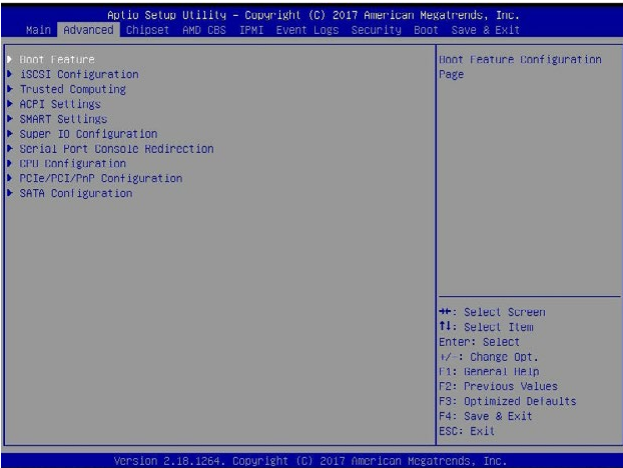 Aptio Setup Utility - Copyright (C) 2017 American Megatrends, Inc.
Main Advanced Chipset AMD CBS IPMI Event Logs Security Boot Save & Exit
Boot Feature
iSCSI Configuration
Trusted Computing
ACPI Settings
SMART Settings
Super IO Configuration
Serial Port Console Redirection
CPU Configuration
PCIe/PCI/PnP Configuration
SATA Configuration
Boot Feature Configuration
Page
→←: Select Screen
↑↓: Select Item
Enter: Select
+/-: Change Opt.
F1: General Help
F2: Previous Values
F3: Optimized Defaults
F4: Save & Exit
ESC: Exit
Version 2.18.1264. Copyright (C) 2017 American Megatrends, Inc.